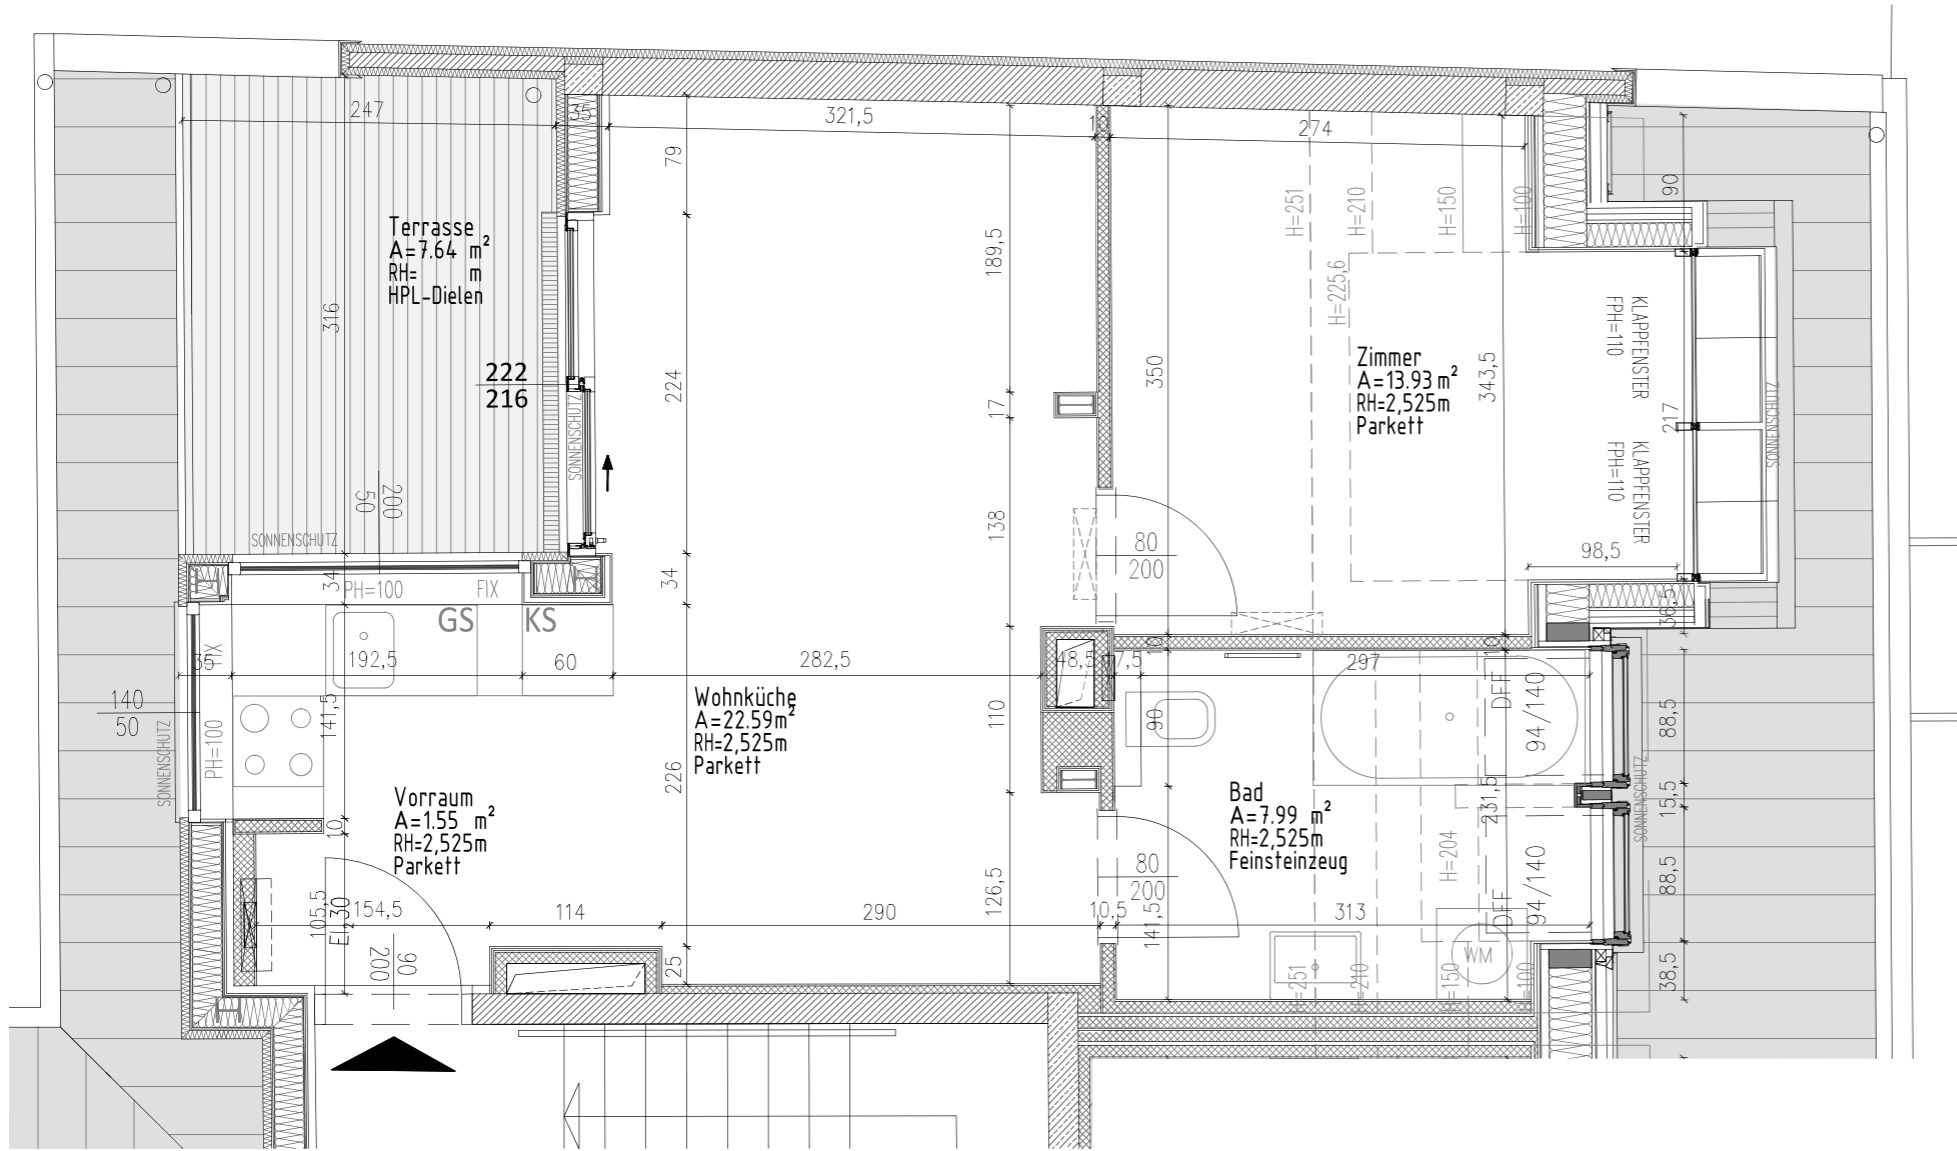 247
35
321,5
274
79
90
H=251
H=210
H=150
H=100
Terrasse
A=7.64 m²
RH= m
HPL-Dielen
189,5
H=225,6
316
KLAPPFENSTER
FPH=110
222
216
224
350
343,5
Zimmer
A=13.93 m²
RH=2,525m
Parkett
SONNENSCHUTZ
SONNENSCHUTZ
17
217
KLAPPFENSTER
FPH=110
200
50
138
SONNENSCHUTZ
80
200
98,5
34
PH=100
FIX
34
GS
KS
36,5
FIX
35
192,5
60
282,5
48,5
7,5
10
297
10
140
50
141,5
Wohnküche
A=22.59m²
RH=2,525m
Parkett
110
90
DFF
94/140
88,5
SONNENSCHUTZ
PH=100
226
Vorraum
A=1.55 m²
RH=2,525m
Parkett
Bad
A=7.99 m²
RH=2,525m
Feinsteinzeug
231,5
15,5
SONNENSCHUTZ
10
H=204
80
200
126,5
DFF
94/140
88,5
105,5
EI₂30
154,5
114
290
10,5
141,5
313
90
200
25
H=251
H=210
H=150
H=100
WM
38,5